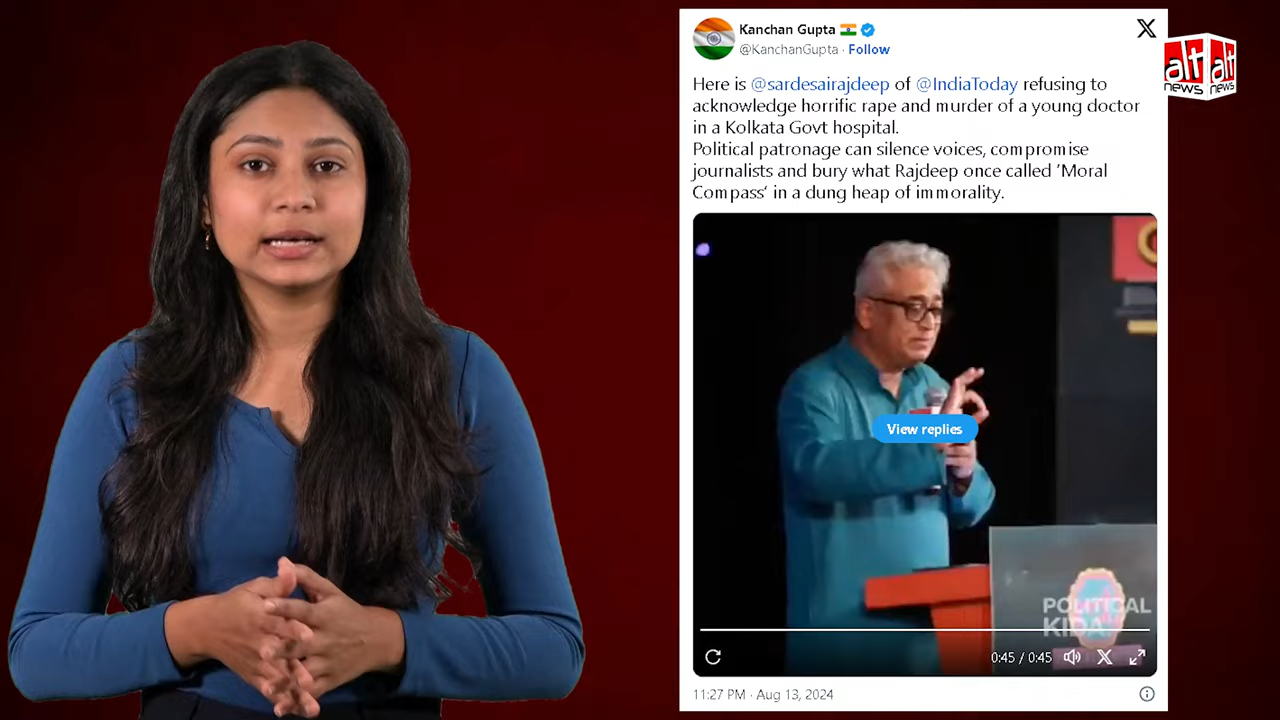 Kanchan Gupta
@KanchanGupta · Follow
Here is @sardesairajdeep of @IndiaToday refusing to
acknowledge horrific rape and murder of a young doctor
in a Kolkata Govt hospital.
Political patronage can silence voices, compromise
journalists and bury what Rajdeep once called ‘Moral
Compass‘ in a dung heap of immorality.
View replies
POLITICAL
KIDA
0:45 / 0:45
11:27 PM · Aug 13, 2024
alt news
alt news